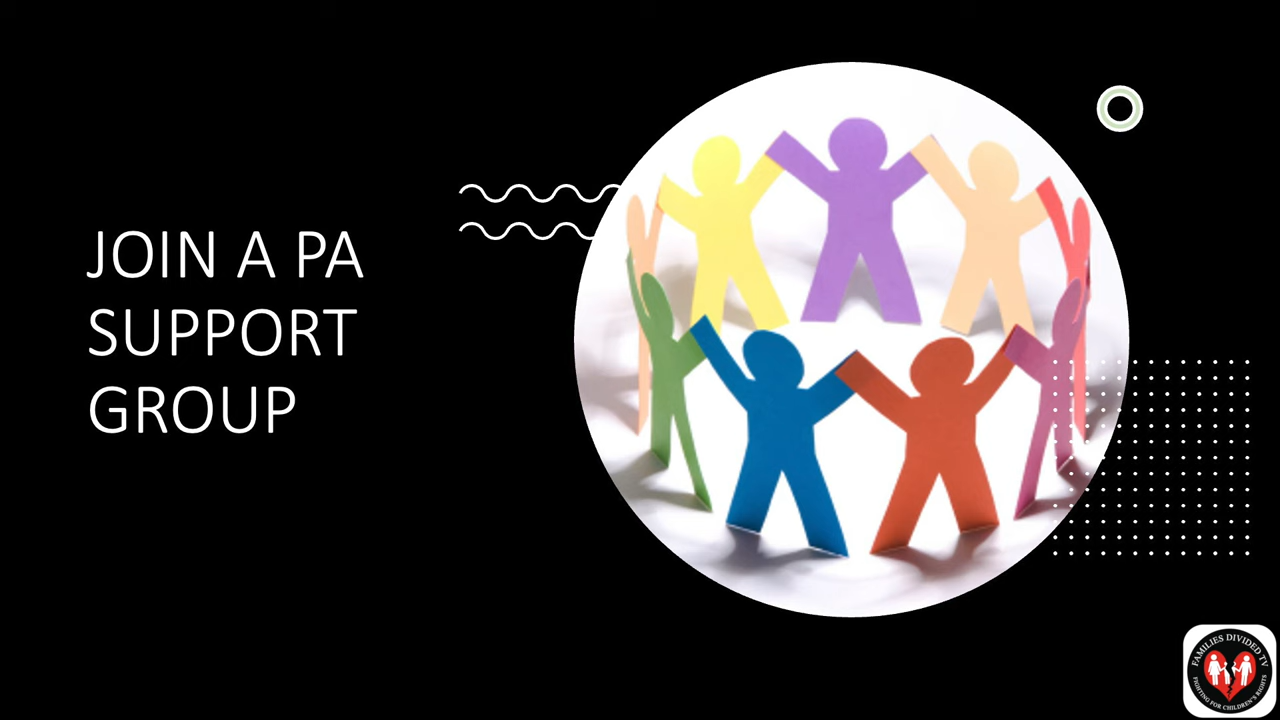 JOIN A PA
SUPPORT
GROUP
FAMILIES DIVIDED TV
FIGHTING FOR CHILDREN'S RIGHTS